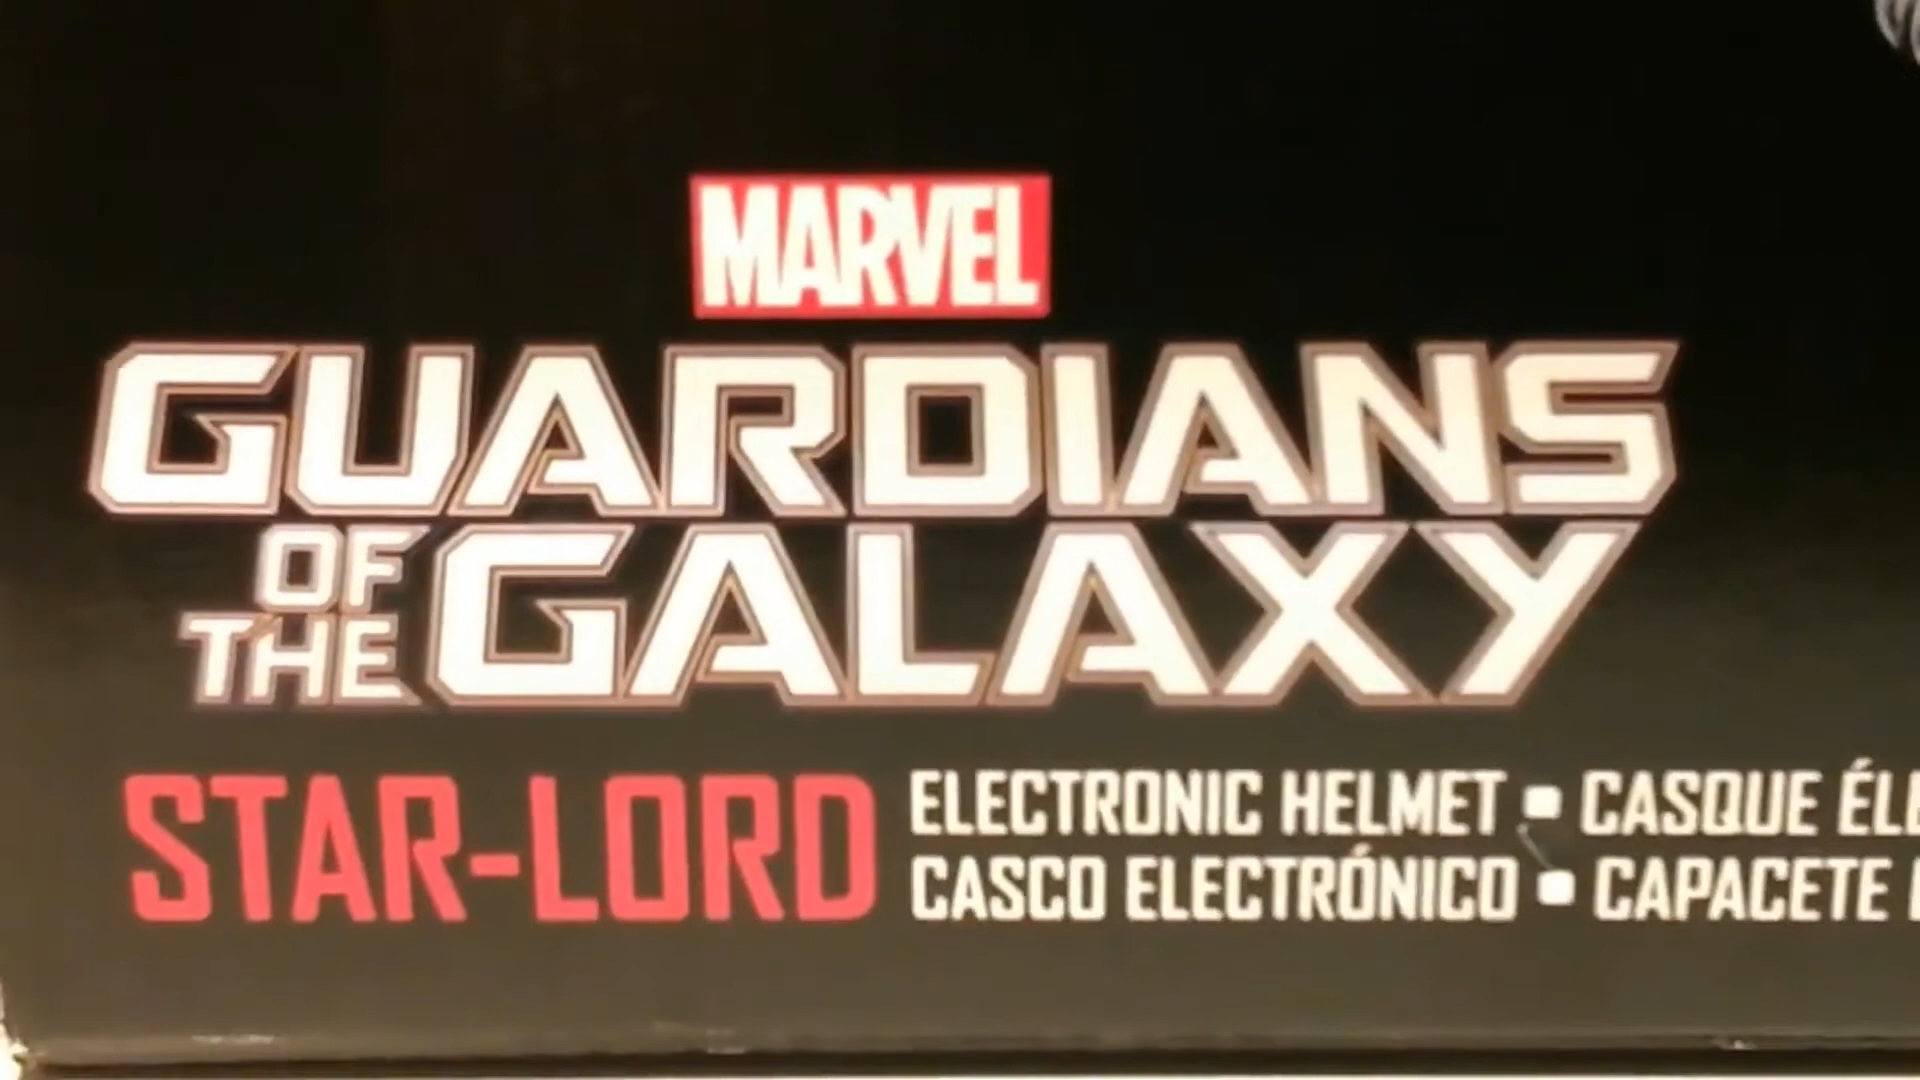 MARVEL
GUARDIANS
OF THE GALAXY
STAR-LORD
ELECTRONIC HELMET ▪ CASQUE
CASCO ELECTRÓNICO ▪ CAPACETE